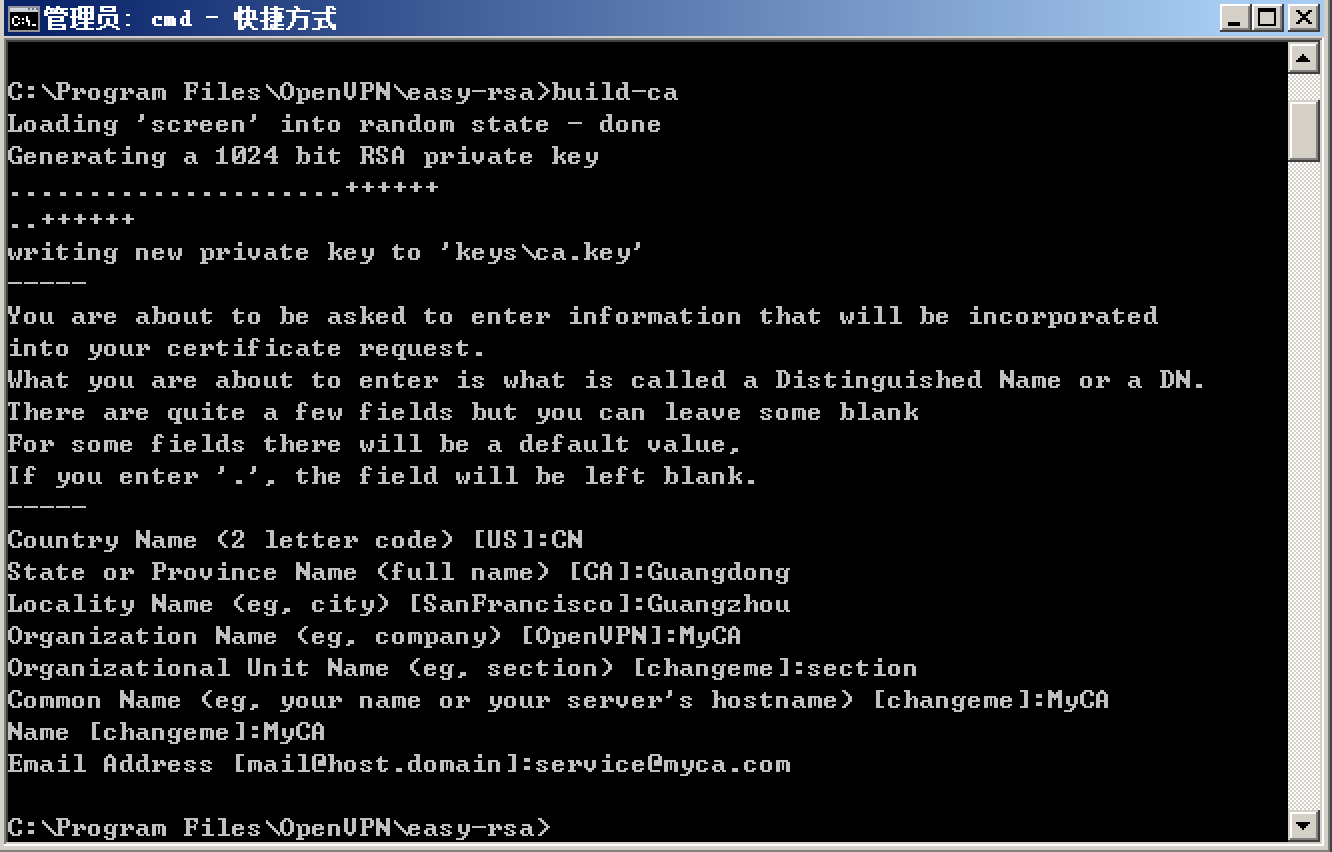 管理员: cmd - 快捷方式
C:\Program Files\OpenVPN\easy-rsa>build-ca
Loading 'screen' into random state - done
Generating a 1024 bit RSA private key
.....................++++++
..++++++
writing new private key to 'keys\ca.key'
-----
You are about to be asked to enter information that will be incorporated
into your certificate request.
What you are about to enter is what is called a Distinguished Name or a DN.
There are quite a few fields but you can leave some blank
For some fields there will be a default value,
If you enter '.', the field will be left blank.
-----
Country Name (2 letter code) [US]:CN
State or Province Name (full name) [CA]:Guangdong
Locality Name (eg, city) [SanFrancisco]:Guangzhou
Organization Name (eg, company) [OpenVPN]:MyCA
Organizational Unit Name (eg, section) [changeme]:section
Common Name (eg, your name or your server's hostname) [changeme]:MyCA
Name [changeme]:MyCA
Email Address [mail@host.domain]:service@myca.com
C:\Program Files\OpenVPN\easy-rsa>